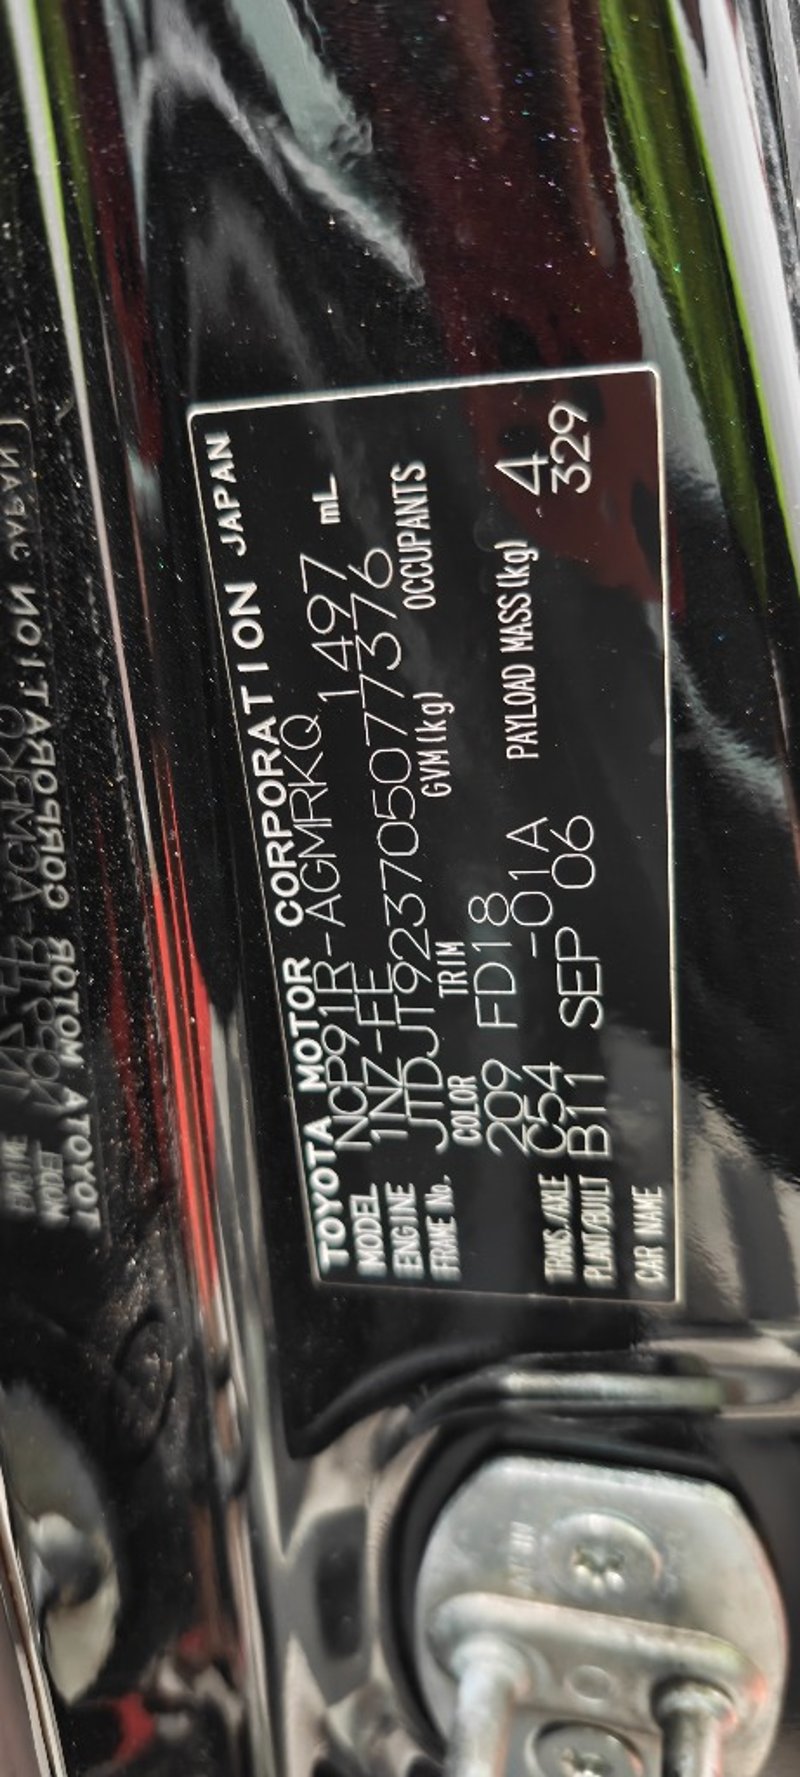 TOYOTA MOTOR CORPORATION JAPAN
MODEL NCP91R-AGMRKQ
ENGINE 1NZ-FE 1497 mL
FRAME No. JTDJT923705077376
COLOR TRIM GVM(kg) OCCUPANTS
209 FD18
TRANS./AXLE C54 -01A PAYLOAD MASS(kg) 4
PLANT/BUILT B11 SEP 06 329
CAR NAME